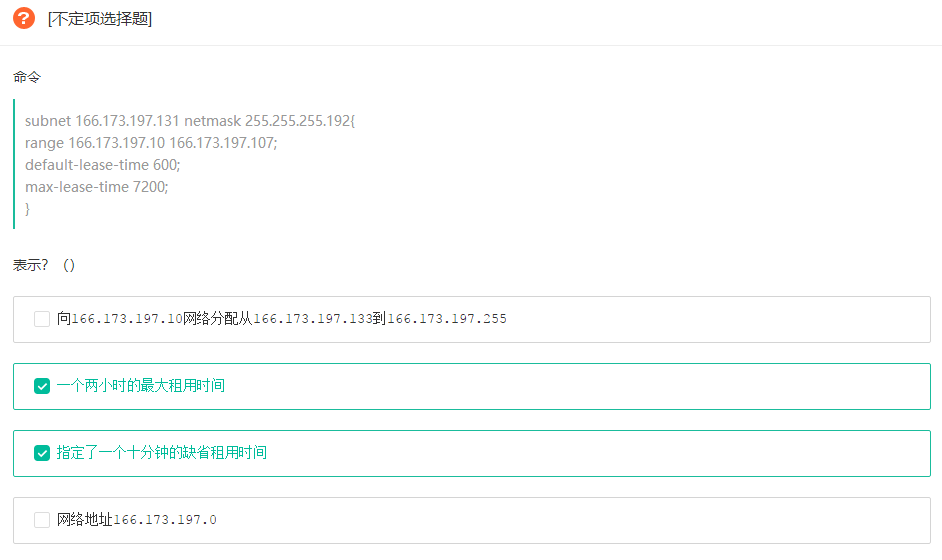 ?
[不定项选择题]
命令
subnet 166.173.197.131 netmask 255.255.255.192{
range 166.173.197.10 166.173.197.107;
default-lease-time 600;
max-lease-time 7200;
}
表示? ()
向166.173.197.10网络分配从166.173.197.133到166.173.197.255
一个两小时的最大租用时间
指定了一个十分钟的缺省租用时间
网络地址166.173.197.0